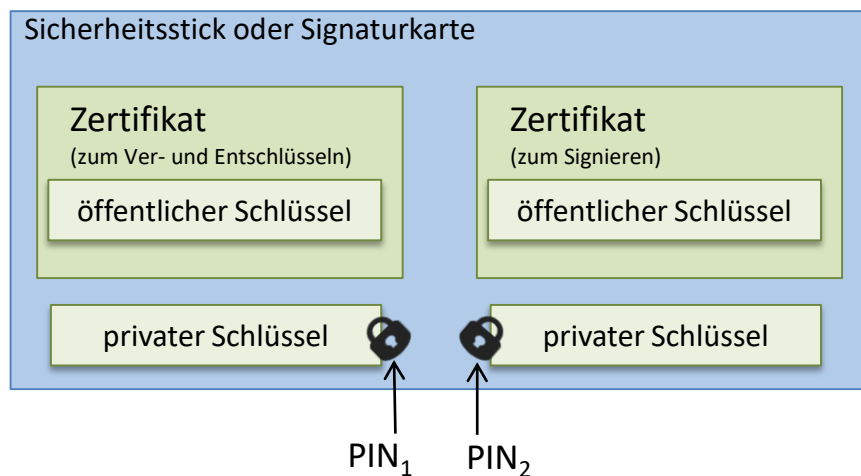 Sicherheitsstick oder Signaturkarte
Zertifikat
(zum Ver- und Entschlüsseln)
öffentlicher Schlüssel
privater Schlüssel
PIN₁
Zertifikat
(zum Signieren)
öffentlicher Schlüssel
privater Schlüssel
PIN₂